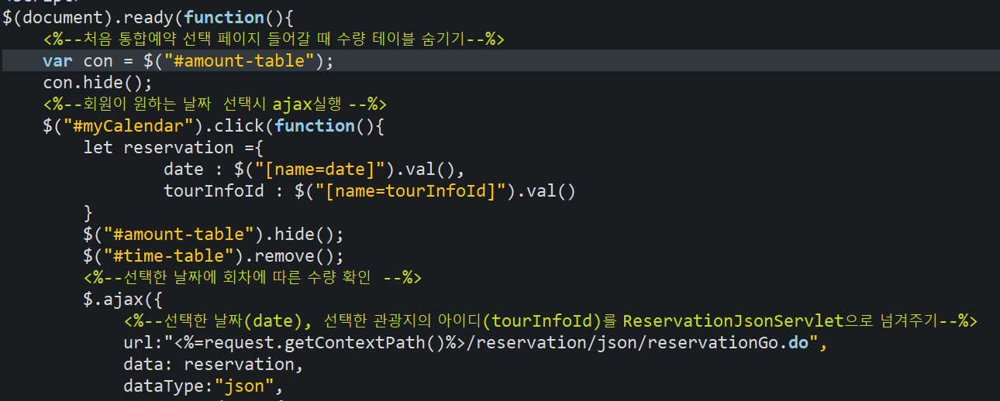 <script>
$(document).ready(function(){
<%--처음 통합예약 선택 페이지 들어갈 때 수량 테이블 숨기기--%>
var con = $("#amount-table");
con.hide();
<%--회원이 원하는 날짜  선택시 ajax실행 --%>
$("#myCalendar").click(function(){
let reservation ={
date : $("[name=date]").val(),
tourInfoId : $("[name=tourInfoId]").val()
}
$("#amount-table").hide();
$("#time-table").remove();
<%--선택한 날짜에 회차에 따른 수량 확인  --%>
$.ajax({
<%--선택한 날짜(date), 선택한 관광지의 아이디(tourInfoId)를 ReservationJsonServlet으로 넘겨주기--%>
url:"<%=request.getContextPath()%>/reservation/json/reservationGo.do",
data: reservation,
dataType:"json",